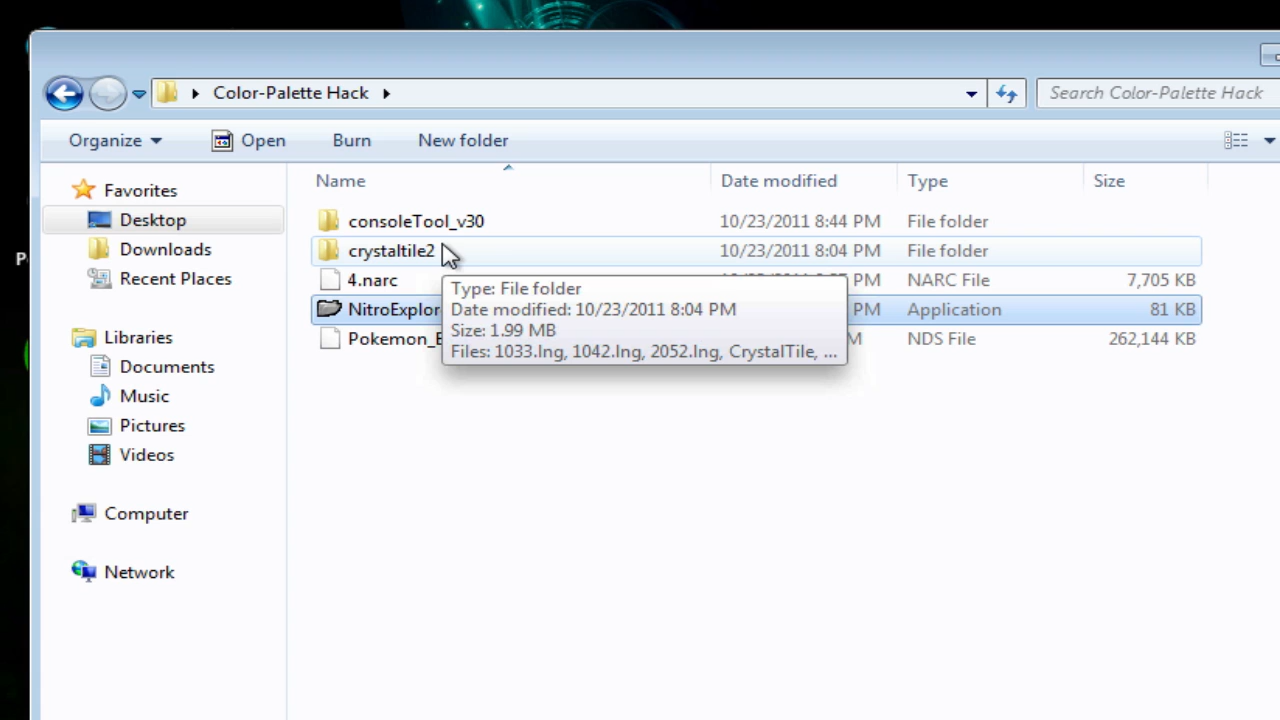 Color-Palette Hack
Search Color-Palette Hack
Organize Open Burn New folder
Favorites
Desktop
Downloads
Recent Places
Libraries
Documents
Music
Pictures
Videos
Computer
Network
Name Date modified Type Size
consoleTool_v30 10/23/2011 8:44 PM File folder
crystaltile2 10/23/2011 8:04 PM File folder
4.narc PM NARC File 7,705 KB
NitroExplor PM Application 81 KB
Pokemon_ M NDS File 262,144 KB
Type: File folder
Date modified: 10/23/2011 8:04 PM
Size: 1.99 MB
Files: 1033.lng, 1042.lng, 2052.lng, CrystalTile, ...